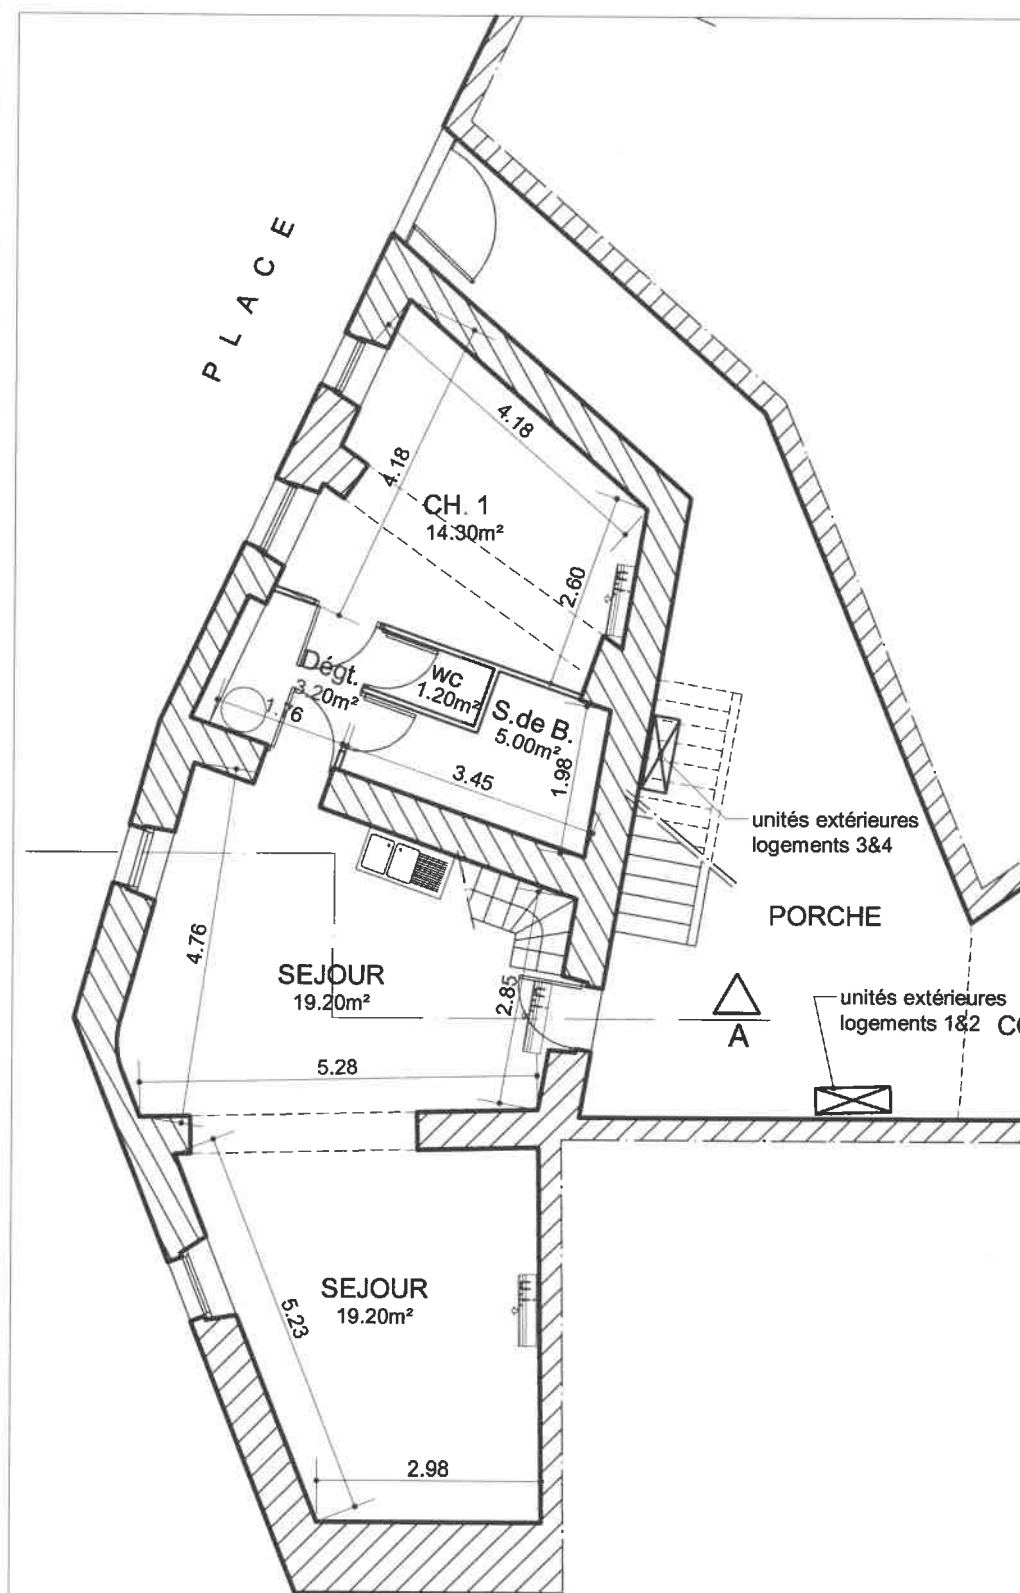 PLACE
4.18
4.18
CH. 1
14.30m²
2.60
Dégt.
3.20m²
1.76
WC
1.20m²
S.de B.
5.00m²
3.45
1.98
unités extérieures
logements 3&4
PORCHE
4.76
SEJOUR
19.20m²
2.85
unités extérieures
logements 1&2
A
5.28
5.23
SEJOUR
19.20m²
2.98